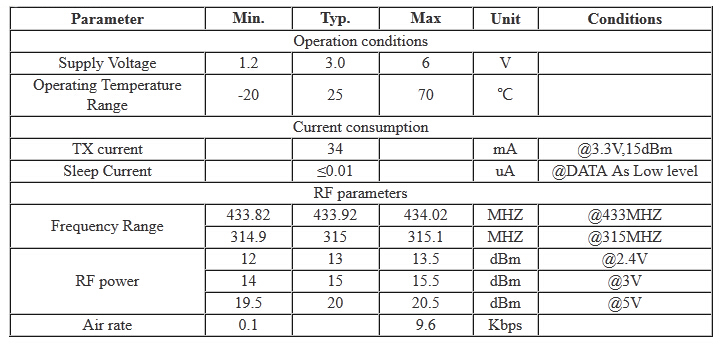 Parameter Min. Typ. Max Unit Conditions
Operation conditions
Supply Voltage 1.2 3.0 6 V
Operating Temperature
Range -20 25 70 ℃
Current consumption
TX current 34 mA @3.3V,15dBm
Sleep Current ≤0.01 uA @DATA As Low level
RF parameters
Frequency Range 433.82 433.92 434.02 MHZ @433MHZ
314.9 315 315.1 MHZ @315MHZ
RF power 12 13 13.5 dBm @2.4V
14 15 15.5 dBm @3V
19.5 20 20.5 dBm @5V
Air rate 0.1 9.6 Kbps